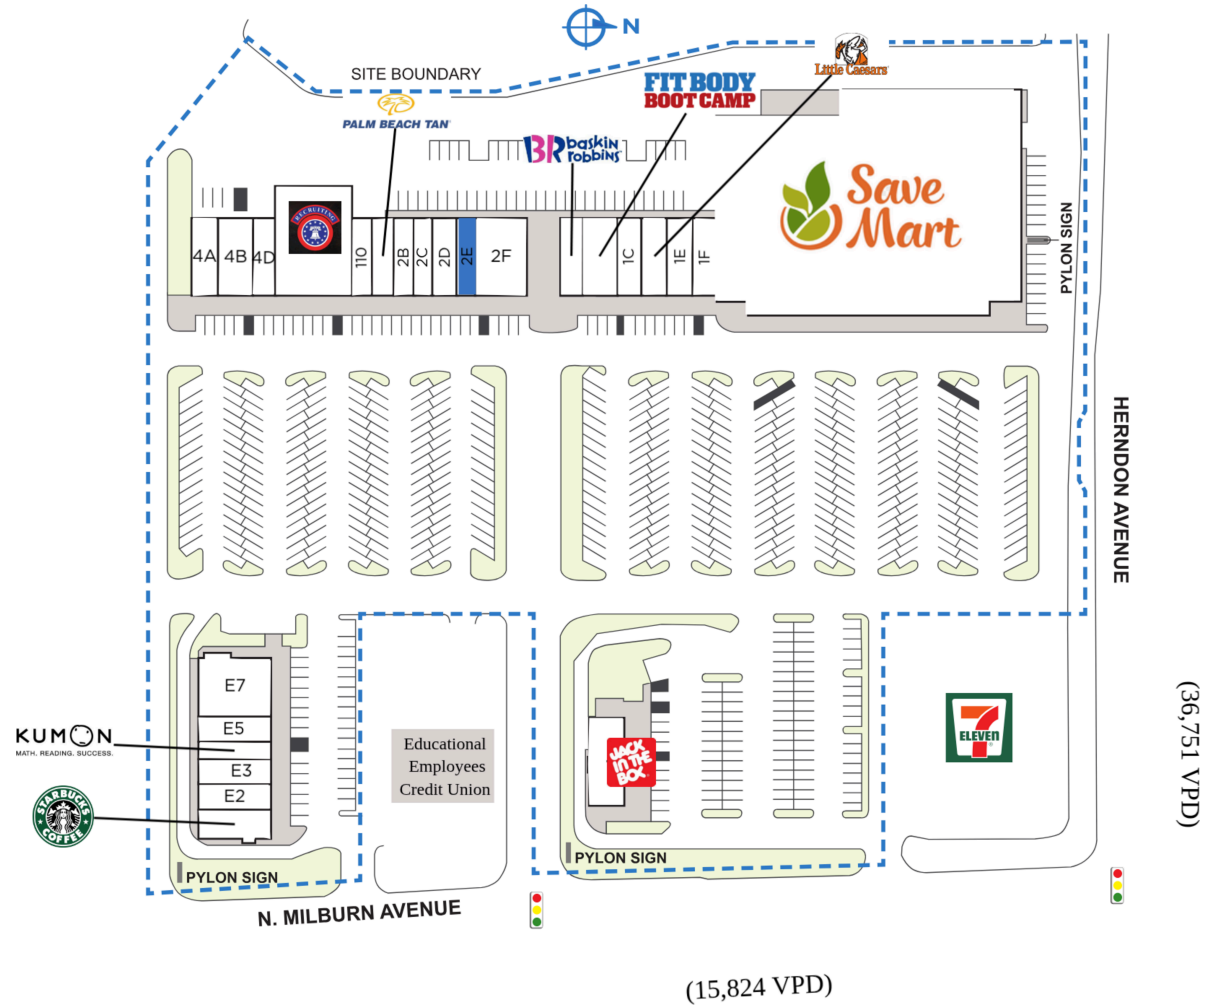 N
SITE BOUNDARY
Little Caesars
FIT BODY
BOOT CAMP
PALM BEACH TAN
BR baskin
robbins
Save
Mart
RECRUITING
PYLON SIGN
4A
4B
4D
110
2B
2C
2D
2E
2F
1C
1E
1F
HERNDON AVENUE
(36,751 VPD)
E7
E5
E3
E2
KUMON
MATH. READING. SUCCESS.
STARBUCKS
COFFEE
Educational
Employees
Credit Union
JACK
IN THE
BOX
7
ELEVEN
PYLON SIGN
PYLON SIGN
N. MILBURN AVENUE
(15,824 VPD)